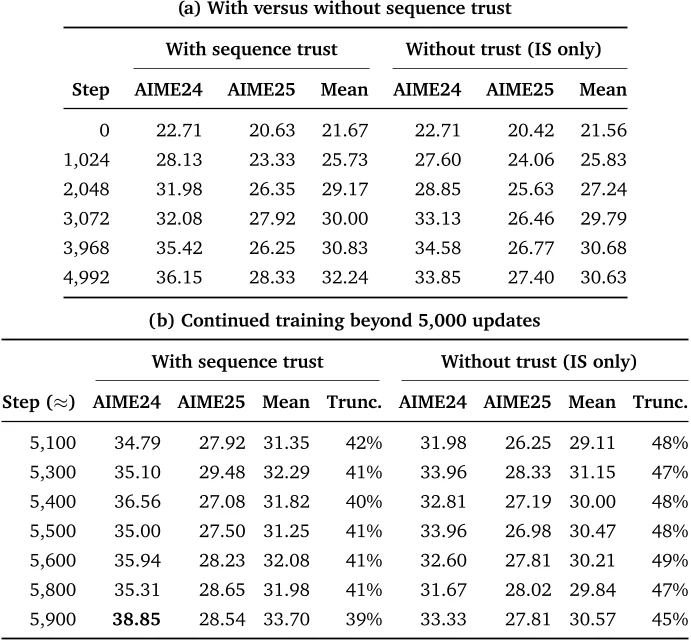 (a) With versus without sequence trust
With sequence trust Without trust (IS only)
Step AIME24 AIME25 Mean AIME24 AIME25 Mean
0 22.71 20.63 21.67 22.71 20.42 21.56
1,024 28.13 23.33 25.73 27.60 24.06 25.83
2,048 31.98 26.35 29.17 28.85 25.63 27.24
3,072 32.08 27.92 30.00 33.13 26.46 29.79
3,968 35.42 26.25 30.83 34.58 26.77 30.68
4,992 36.15 28.33 32.24 33.85 27.40 30.63
(b) Continued training beyond 5,000 updates
With sequence trust Without trust (IS only)
Step (≈) AIME24 AIME25 Mean Trunc. AIME24 AIME25 Mean Trunc.
5,100 34.79 27.92 31.35 42% 31.98 26.25 29.11 48%
5,300 35.10 29.48 32.29 41% 33.96 28.33 31.15 47%
5,400 36.56 27.08 31.82 40% 32.81 27.19 30.00 48%
5,500 35.00 27.50 31.25 41% 33.96 26.98 30.47 48%
5,600 35.94 28.23 32.08 41% 32.60 27.81 30.21 49%
5,800 35.31 28.65 31.98 41% 31.67 28.02 29.84 47%
5,900 38.85 28.54 33.70 39% 33.33 27.81 30.57 45%